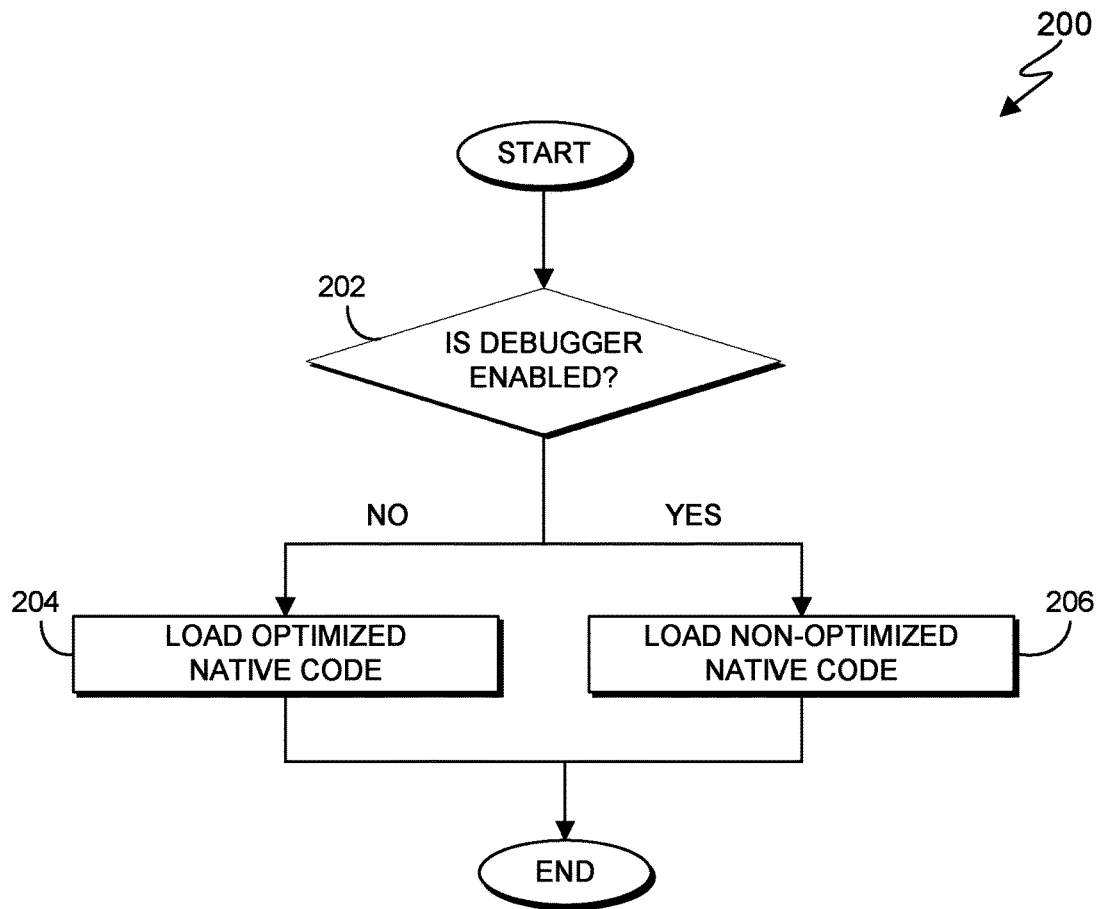 200
START
202
IS DEBUGGER
ENABLED?
NO
YES
204
LOAD OPTIMIZED
NATIVE CODE
LOAD NON-OPTIMIZED
NATIVE CODE
206
END